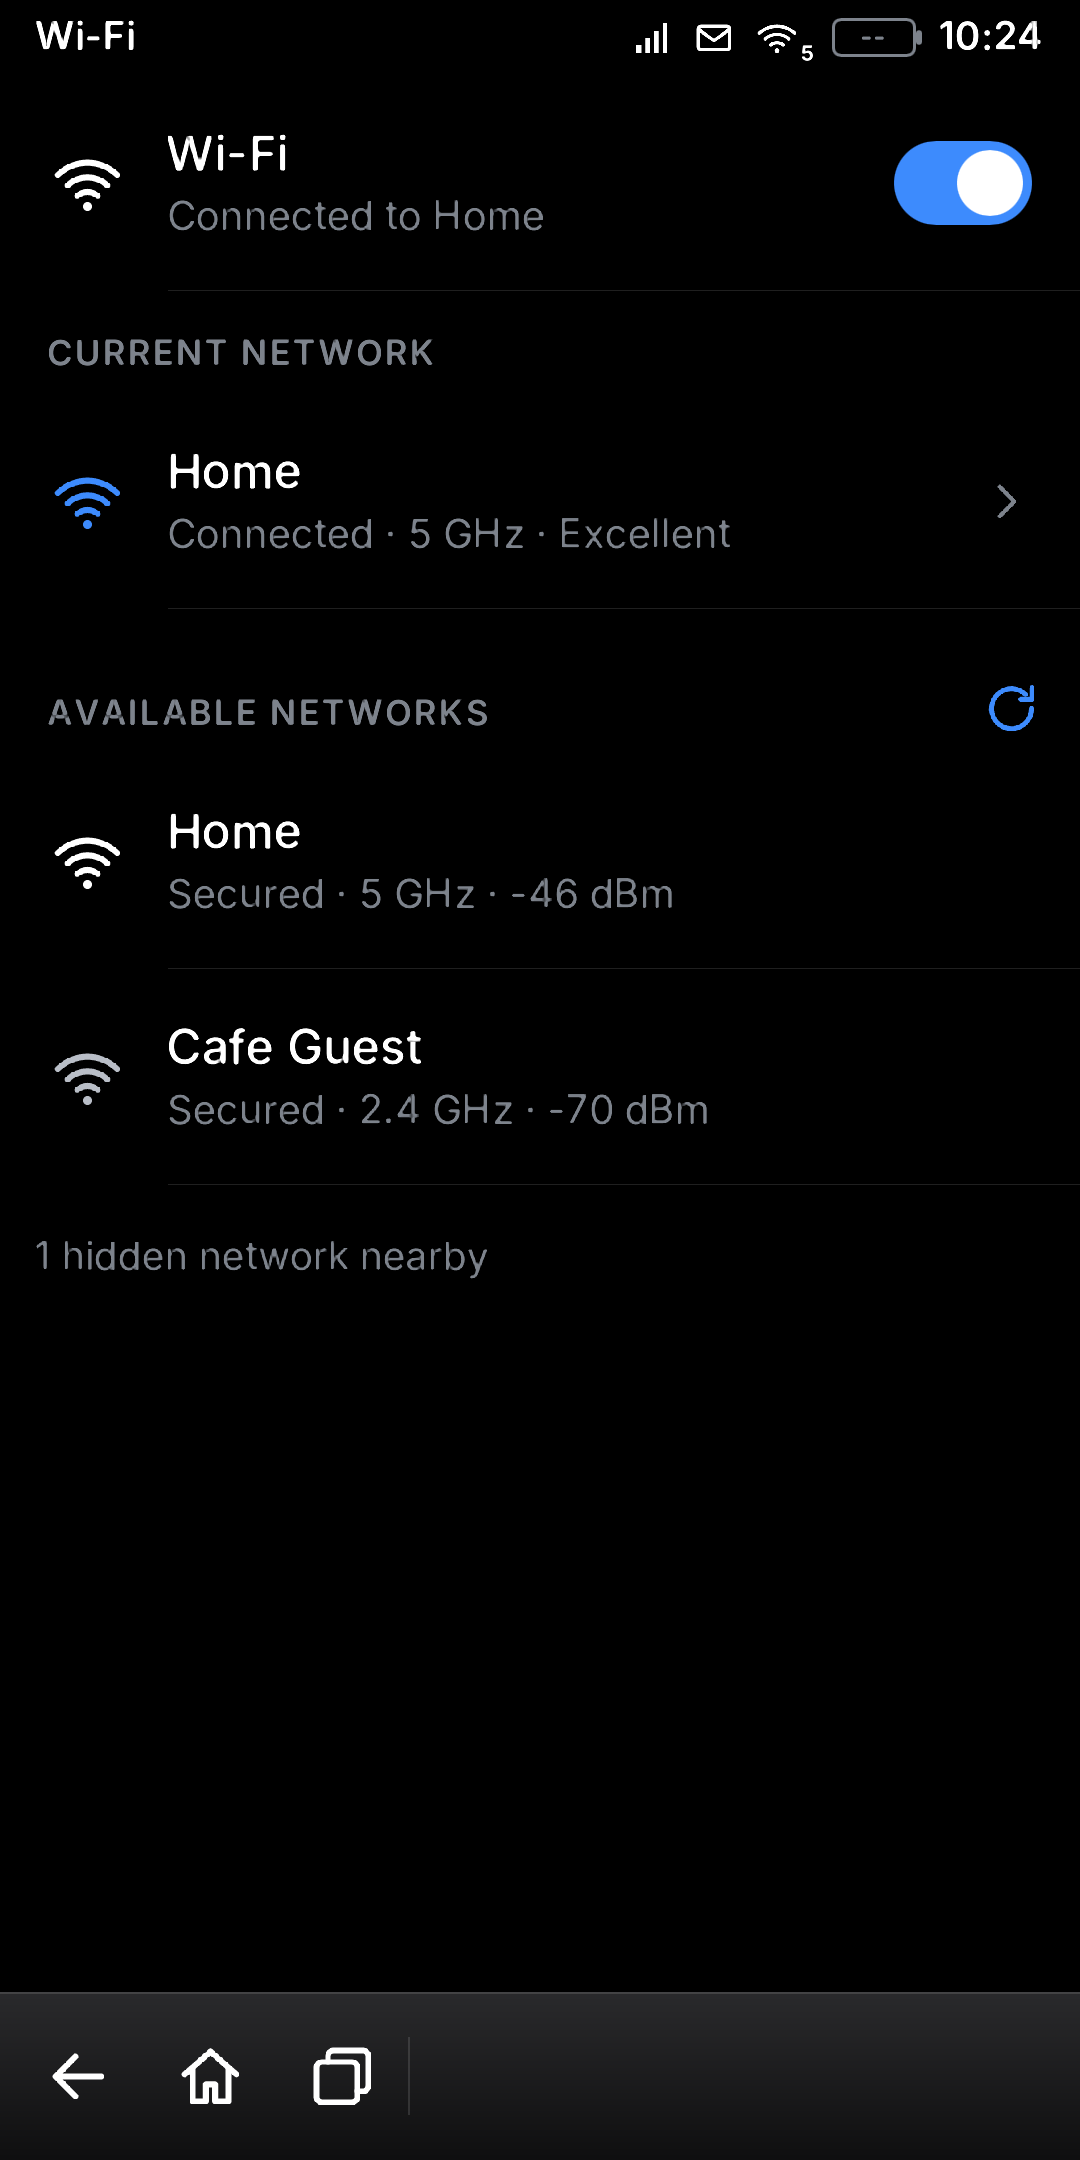 Wi-Fi
5
--
10:24
Wi-Fi
Connected to Home
CURRENT NETWORK
Home
Connected · 5 GHz · Excellent
AVAILABLE NETWORKS
Home
Secured · 5 GHz · -46 dBm
Cafe Guest
Secured · 2.4 GHz · -70 dBm
1 hidden network nearby